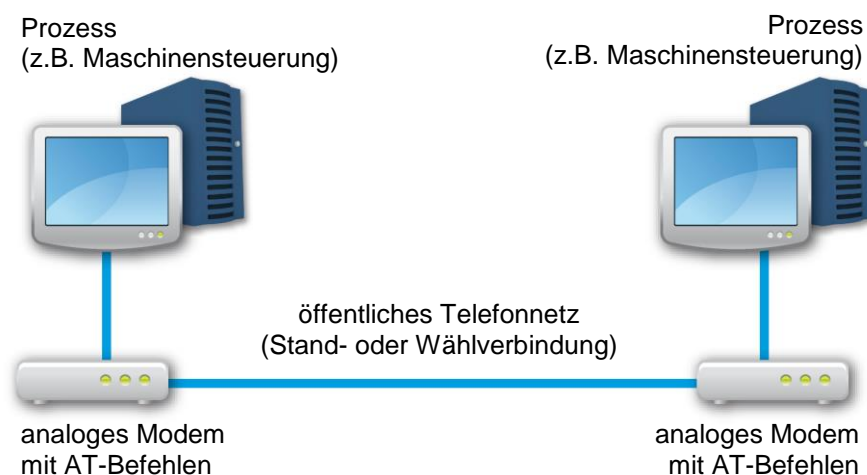 Prozess
(z.B. Maschinensteuerung)
Prozess
(z.B. Maschinensteuerung)
öffentliches Telefonnetz
(Stand- oder Wählverbindung)
analoges Modem
mit AT-Befehlen
analoges Modem
mit AT-Befehlen